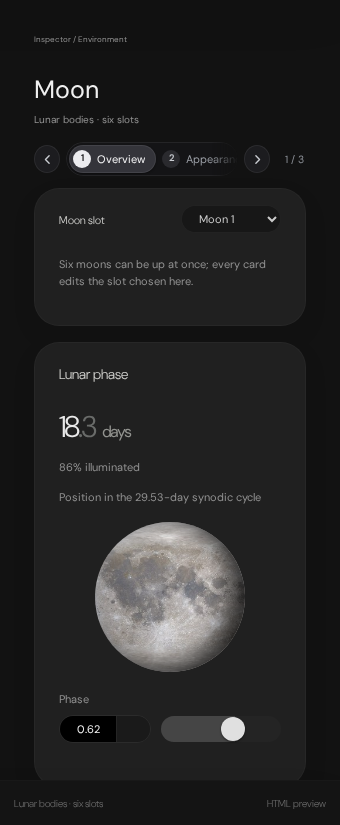 Inspector / Environment
Moon
Lunar bodies · six slots
1 Overview 2 Appearan 1 / 3
Moon slot Moon 1
Six moons can be up at once; every card
edits the slot chosen here.
Lunar phase
18.3 days
86% illuminated
Position in the 29.53-day synodic cycle
Phase
0.62
Lunar bodies · six slots HTML preview